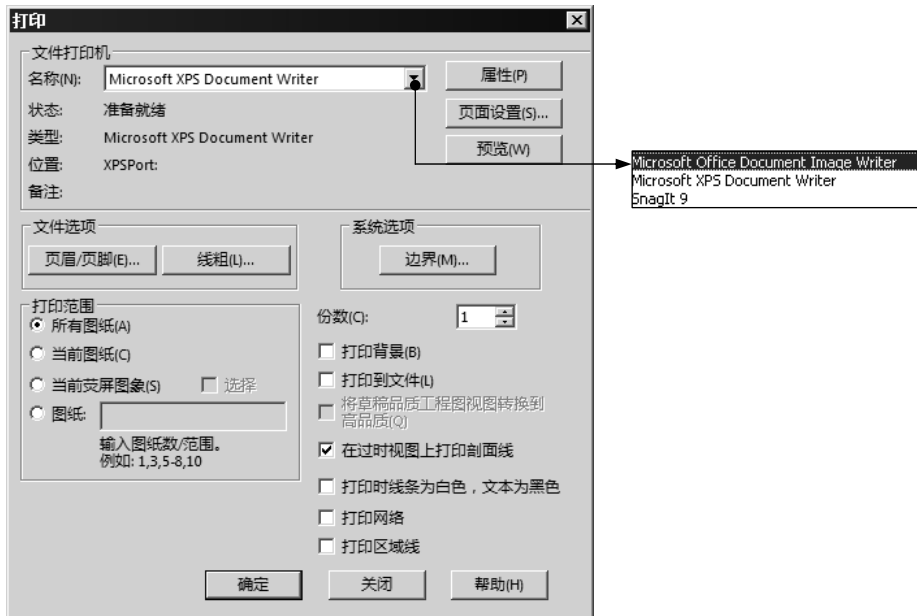 打印
文件打印机
名称(N): Microsoft XPS Document Writer 属性(P)
状态: 准备就绪 页面设置(S)...
类型: Microsoft XPS Document Writer 预览(W)
位置: XPSPort:
备注:
Microsoft Office Document Image Writer
Microsoft XPS Document Writer
SnagIt 9
文件选项
页眉/页脚(E)... 线粗(L)...
系统选项
边界(M)...
打印范围
所有图纸(A)
当前图纸(C)
当前荧屏图象(S) 选择
图纸:
输入图纸数/范围。
例如: 1,3,5-8,10
份数(C): 1
打印背景(B)
打印到文件(L)
将草稿品质工程图视图转换到
高品质(Q)
在过时视图上打印剖面线
打印时线条为白色，文本为黑色
打印网络
打印区域线
确定 关闭 帮助(H)